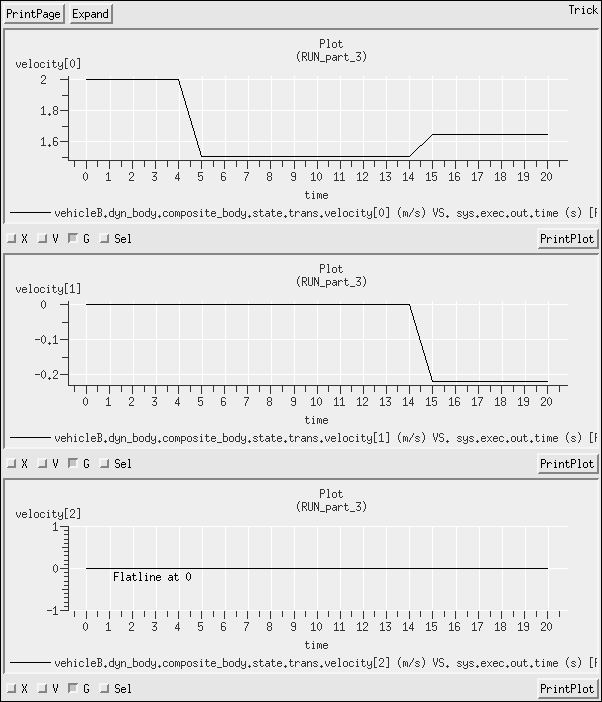 PrintPage Expand Trick
Plot
(RUN_part_3)
velocity[0]
2
1.8
1.6
0 1 2 3 4 5 6 7 8 9 10 11 12 13 14 15 16 17 18 19 20
time
vehicleB.dyn_body.composite_body.state.trans.velocity[0] (m/s) VS. sys.exec.out.time (s) [
X V G Sel PrintPlot
Plot
(RUN_part_3)
velocity[1]
0
-0.1
-0.2
0 1 2 3 4 5 6 7 8 9 10 11 12 13 14 15 16 17 18 19 20
time
vehicleB.dyn_body.composite_body.state.trans.velocity[1] (m/s) VS. sys.exec.out.time (s) [
X V G Sel PrintPlot
Plot
(RUN_part_3)
velocity[2]
1
0
Flatline at 0
-1
0 1 2 3 4 5 6 7 8 9 10 11 12 13 14 15 16 17 18 19 20
time
vehicleB.dyn_body.composite_body.state.trans.velocity[2] (m/s) VS. sys.exec.out.time (s) [
X V G Sel PrintPlot